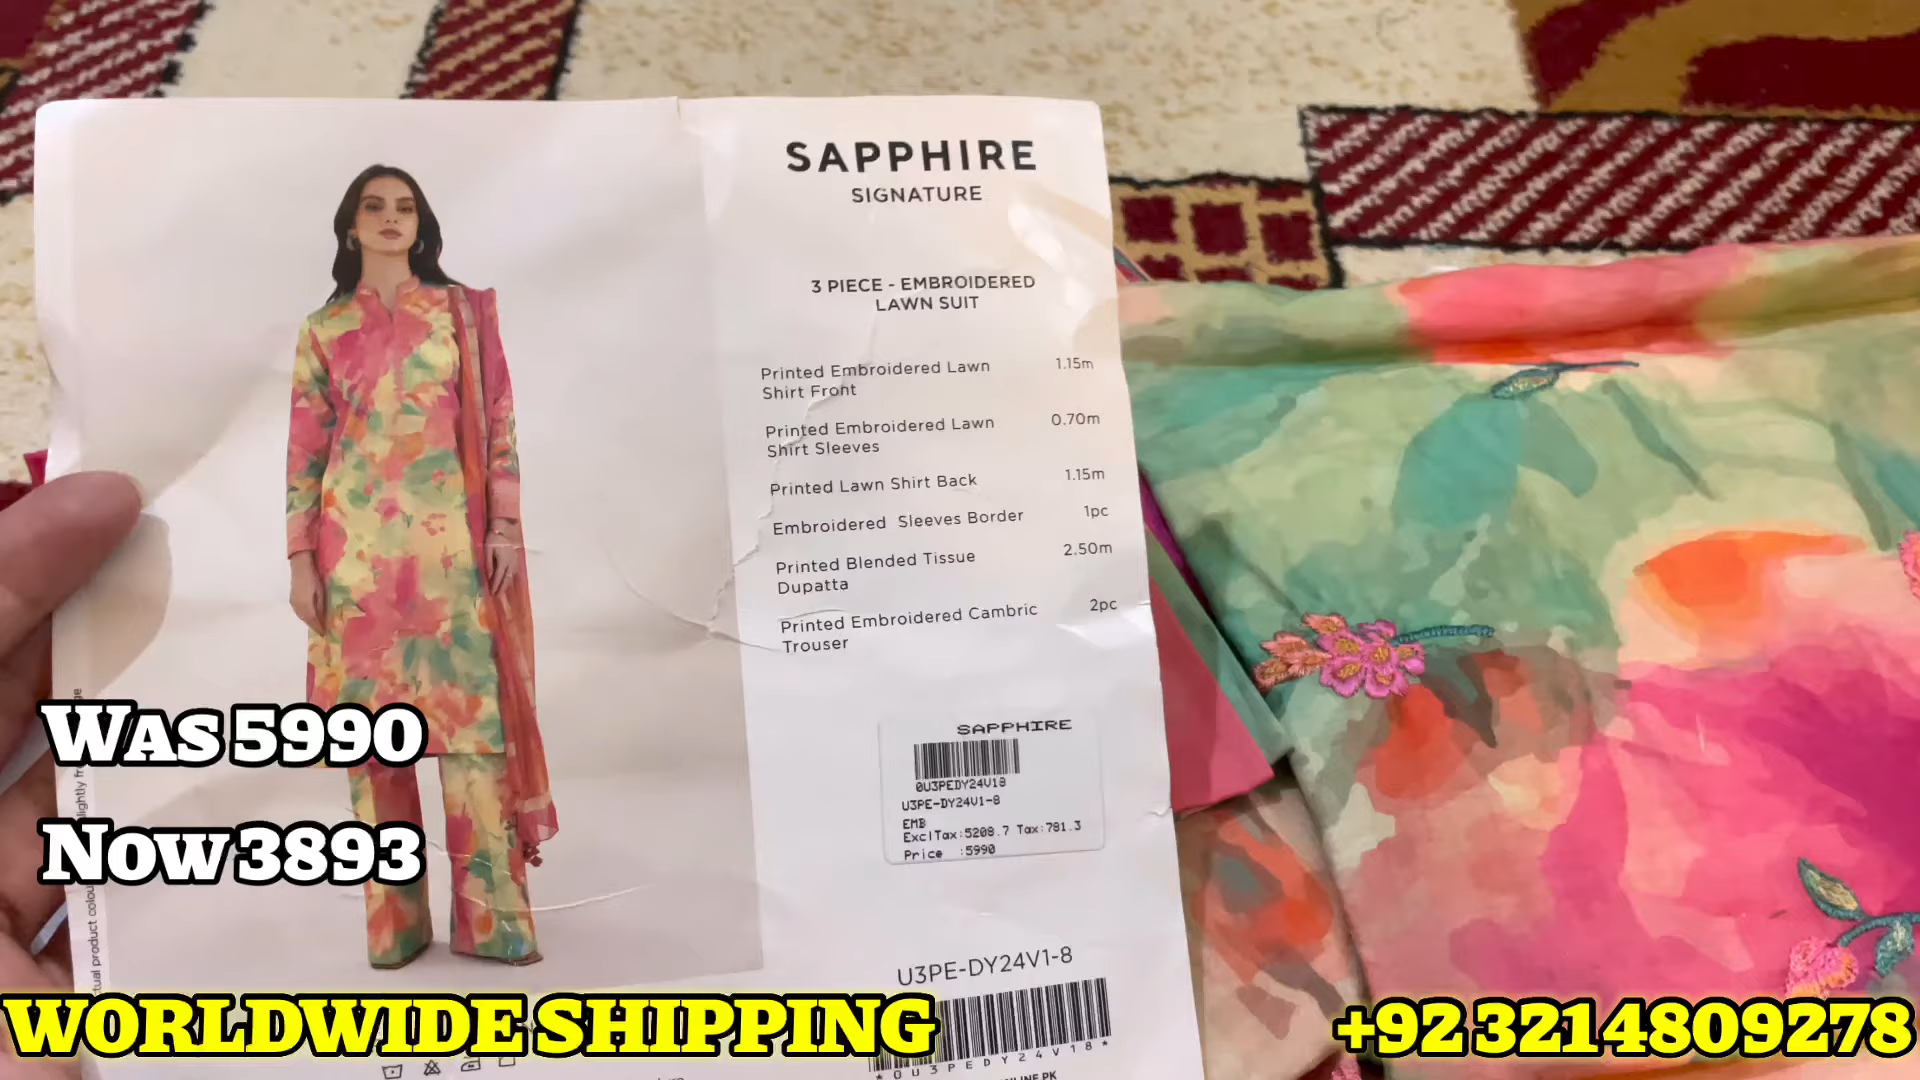 SAPPHIRE
SIGNATURE
3 PIECE - EMBROIDERED
LAWN SUIT
Printed Embroidered Lawn 1.15m
Shirt Front
Printed Embroidered Lawn 0.70m
Shirt Sleeves
Printed Lawn Shirt Back 1.15m
Embroidered Sleeves Border 1pc
Printed Blended Tissue 2.50m
Dupatta
Printed Embroidered Cambric 2pc
Trouser
SAPPHIRE
0U3PEDY24V18
U3PE-DY24V1-8
EMB
ExclTax:5208.7 Tax:781.3
Price :5990
U3PE-DY24V1-8
*0U3PEDY24V18*
Was 5990
Now 3893
WORLDWIDE SHIPPING
+92 3214809278